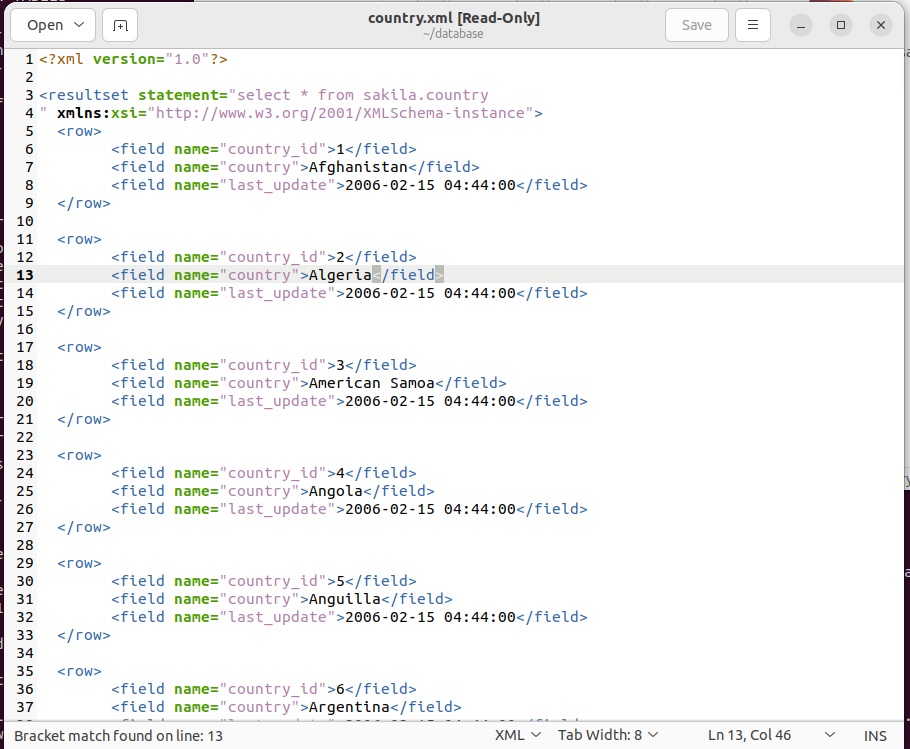 Open
country.xml [Read-Only]
~/database
Save
1 <?xml version="1.0"?>
2
3 <resultset statement="select * from sakila.country
4 " xmlns:xsi="http://www.w3.org/2001/XMLSchema-instance">
5   <row>
6         <field name="country_id">1</field>
7         <field name="country">Afghanistan</field>
8         <field name="last_update">2006-02-15 04:44:00</field>
9   </row>
10
11   <row>
12         <field name="country_id">2</field>
13         <field name="country">Algeria</field>
14         <field name="last_update">2006-02-15 04:44:00</field>
15   </row>
16
17   <row>
18         <field name="country_id">3</field>
19         <field name="country">American Samoa</field>
20         <field name="last_update">2006-02-15 04:44:00</field>
21   </row>
22
23   <row>
24         <field name="country_id">4</field>
25         <field name="country">Angola</field>
26         <field name="last_update">2006-02-15 04:44:00</field>
27   </row>
28
29   <row>
30         <field name="country_id">5</field>
31         <field name="country">Anguilla</field>
32         <field name="last_update">2006-02-15 04:44:00</field>
33   </row>
34
35   <row>
36         <field name="country_id">6</field>
37         <field name="country">Argentina</field>
Bracket match found on line: 13
XML
Tab Width: 8
Ln 13, Col 46
INS